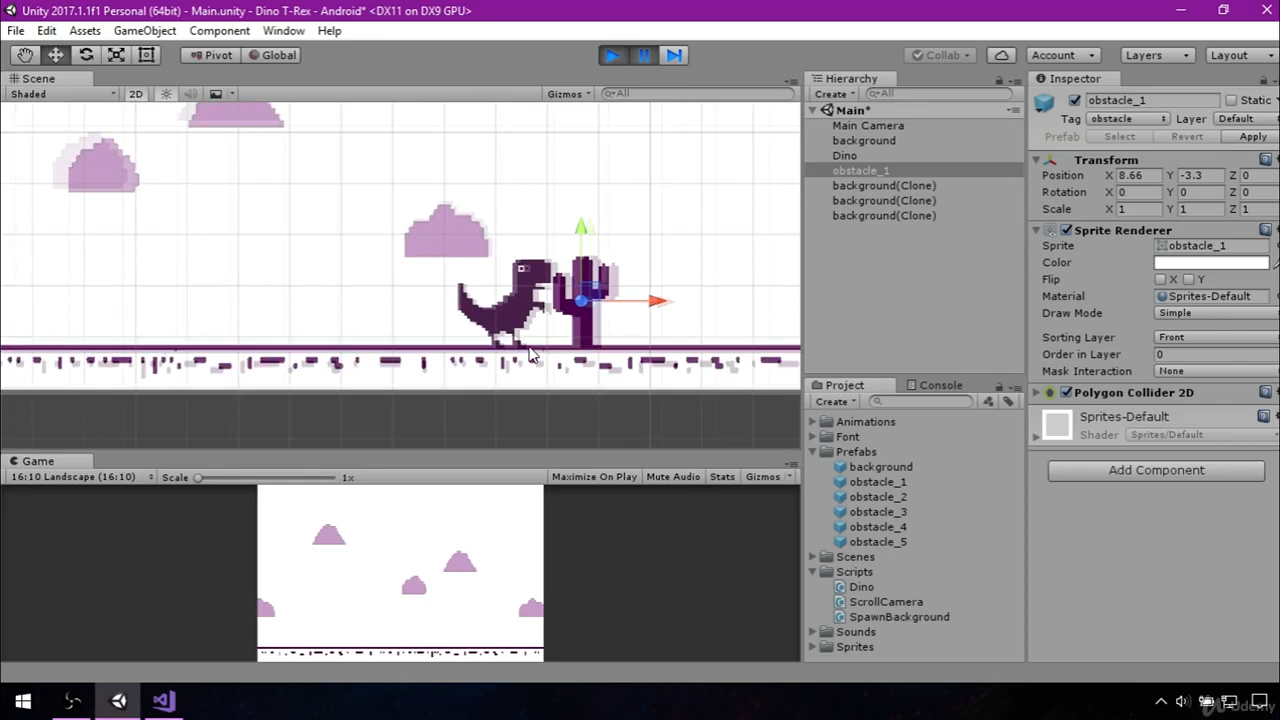 Unity 2017.1.1f1 Personal (64bit) - Main.unity - Dino T-Rex - Android* <DX11 on DX9 GPU>
File Edit Assets GameObject Component Window Help
Pivot Global Collab Account Layers Layout
Scene
Shaded 2D Gizmos All
Hierarchy
Create All
Main*
Main Camera
background
Dino
obstacle_1
background(Clone)
background(Clone)
background(Clone)
Inspector
obstacle_1 Static
Tag obstacle Layer Default
Prefab Select Revert Apply
Transform
Position X 8.66 Y -3.3 Z 0
Rotation X 0 Y 0 Z 0
Scale X 1 Y 1 Z 1
Sprite Renderer
Sprite obstacle_1
Color
Flip X Y
Material Sprites-Default
Draw Mode Simple
Sorting Layer Front
Order in Layer 0
Mask Interaction None
Polygon Collider 2D
Sprites-Default
Shader Sprites/Default
Add Component
Project Console
Create
Animations
Font
Prefabs
background
obstacle_1
obstacle_2
obstacle_3
obstacle_4
obstacle_5
Scenes
Scripts
Dino
ScrollCamera
SpawnBackground
Sounds
Sprites
Game
16:10 Landscape (16:10) Scale 1x Maximize On Play Mute Audio Stats Gizmos
Udemy